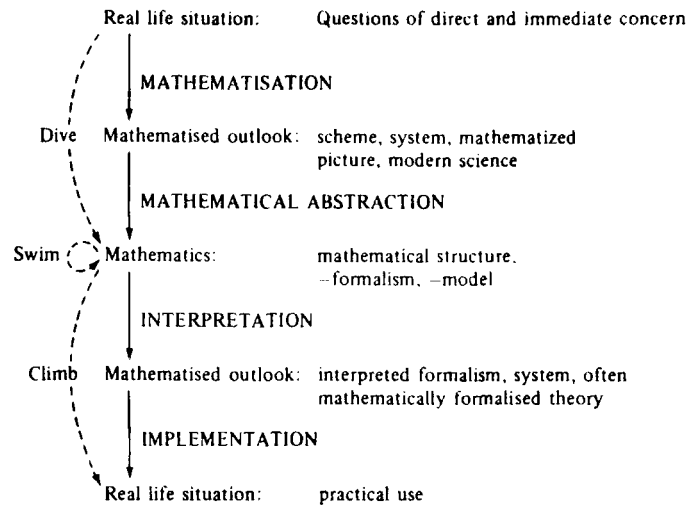 Real life situation: Questions of direct and immediate concern
MATHEMATISATION
Dive Mathematised outlook: scheme, system, mathematized
picture, modern science
MATHEMATICAL ABSTRACTION
Swim Mathematics: mathematical structure,
–formalism, –model
INTERPRETATION
Climb Mathematised outlook: interpreted formalism, system, often
mathematically formalised theory
IMPLEMENTATION
Real life situation: practical use